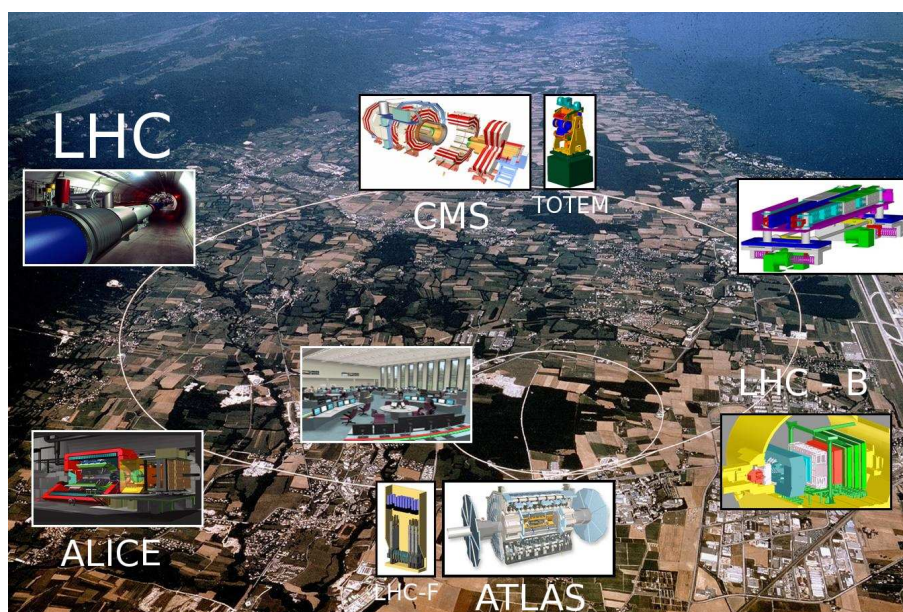 LHC
CMS
TOTEM
LHC B
ALICE
LHC-F
ATLAS